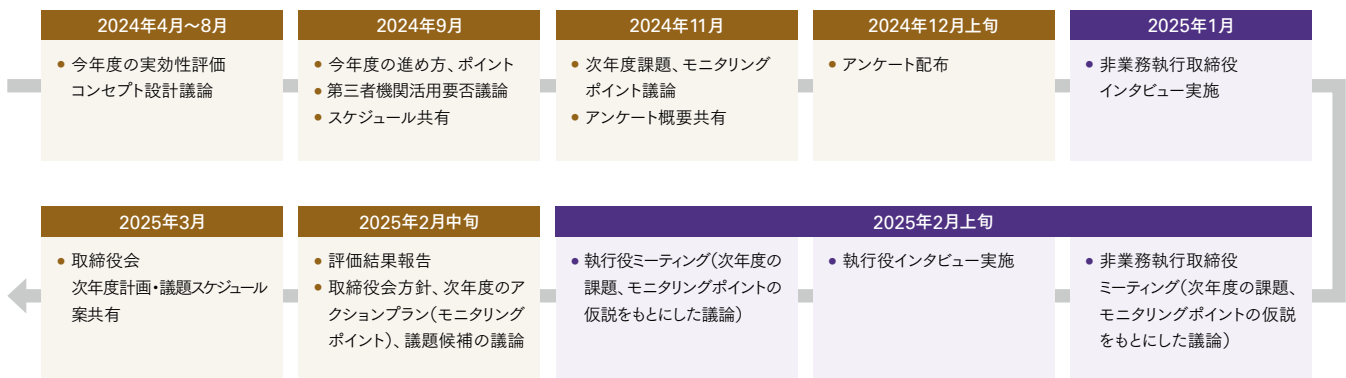 2024年4月～8月
• 今年度の実効性評価
コンセプト設計議論
2024年9月
• 今年度の進め方、ポイント
• 第三者機関活用要否議論
• スケジュール共有
2024年11月
• 次年度課題、モニタリング
ポイント議論
• アンケート概要共有
2024年12月上旬
• アンケート配布
2025年1月
• 非業務執行取締役
インタビュー実施
2025年2月上旬
• 非業務執行取締役
ミーティング(次年度の課題、
モニタリングポイントの仮説
をもとにした議論)
• 執行役インタビュー実施
• 執行役ミーティング(次年度の
課題、モニタリングポイントの
仮説をもとにした議論)
2025年2月中旬
• 評価結果報告
• 取締役会方針、次年度のア
クションプラン(モニタリング
ポイント)、議題候補の議論
2025年3月
• 取締役会
次年度計画・議題スケジュール
案共有